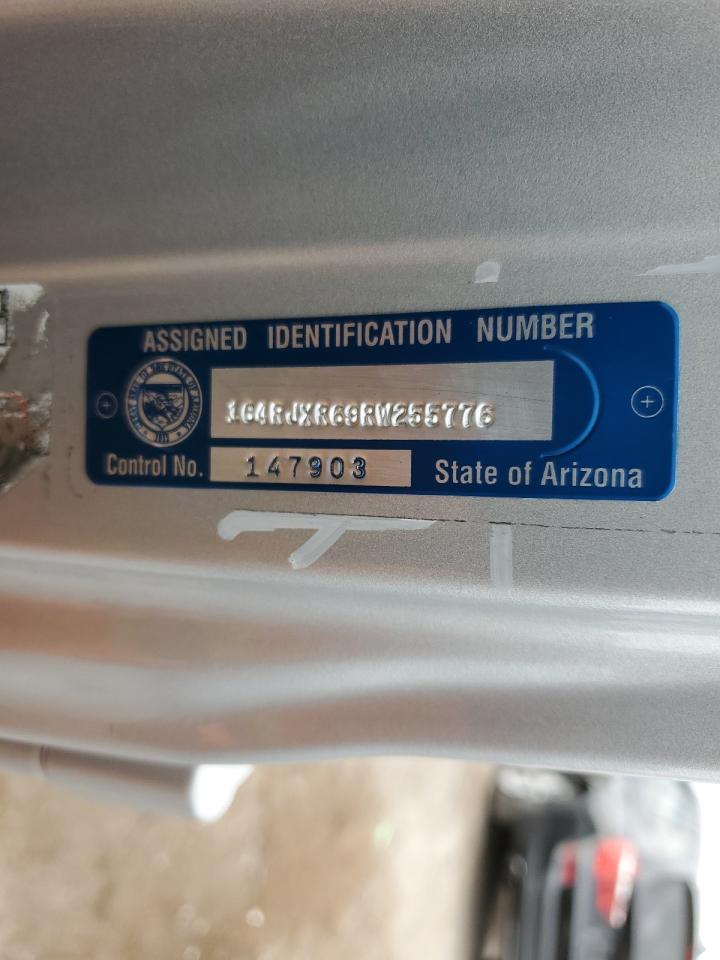 ASSIGNED IDENTIFICATION NUMBER
1C4RJXR69RW255776
Control No. 147903 State of Arizona